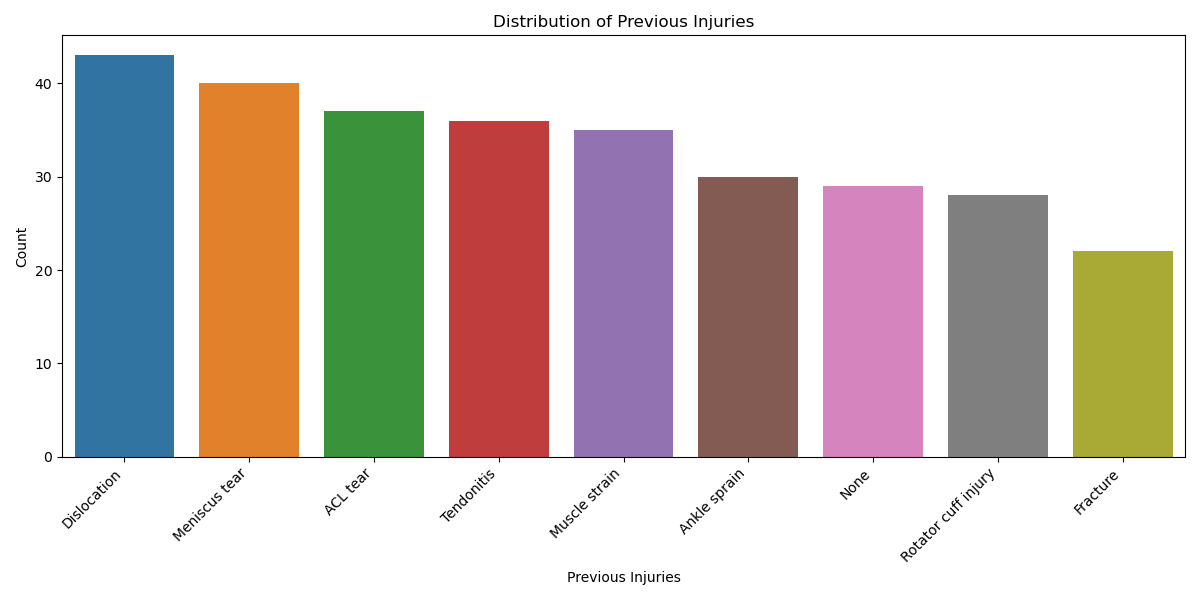 Distribution of Previous Injuries
Count
40
30
20
10
0
Dislocation
Meniscus tear
ACL tear
Tendonitis
Muscle strain
Ankle sprain
None
Rotator cuff injury
Fracture
Previous Injuries